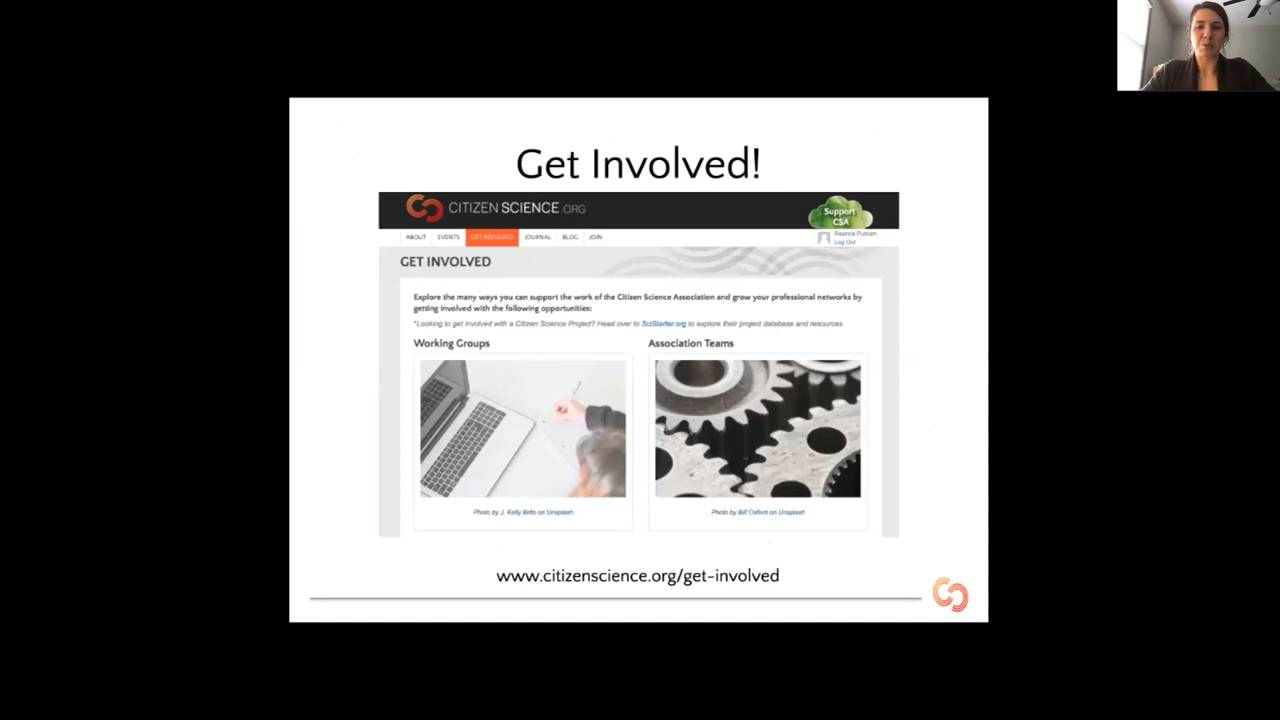 Get Involved!
CITIZEN SCIENCE.ORG
Support
CSA
ABOUT EVENTS GET INVOLVED JOURNAL BLOG JOIN
Reanna Putnam
Log Out
GET INVOLVED
Explore the many ways you can support the work of the Citizen Science Association and grow your professional networks by
getting involved with the following opportunities:
*Looking to get involved with a Citizen Science Project? Head over to SciStarter.org to explore their project database and resources.
Working Groups
Association Teams
Photo by J. Kelly Brito on Unsplash
Photo by Bill Oxford on Unsplash
www.citizenscience.org/get-involved